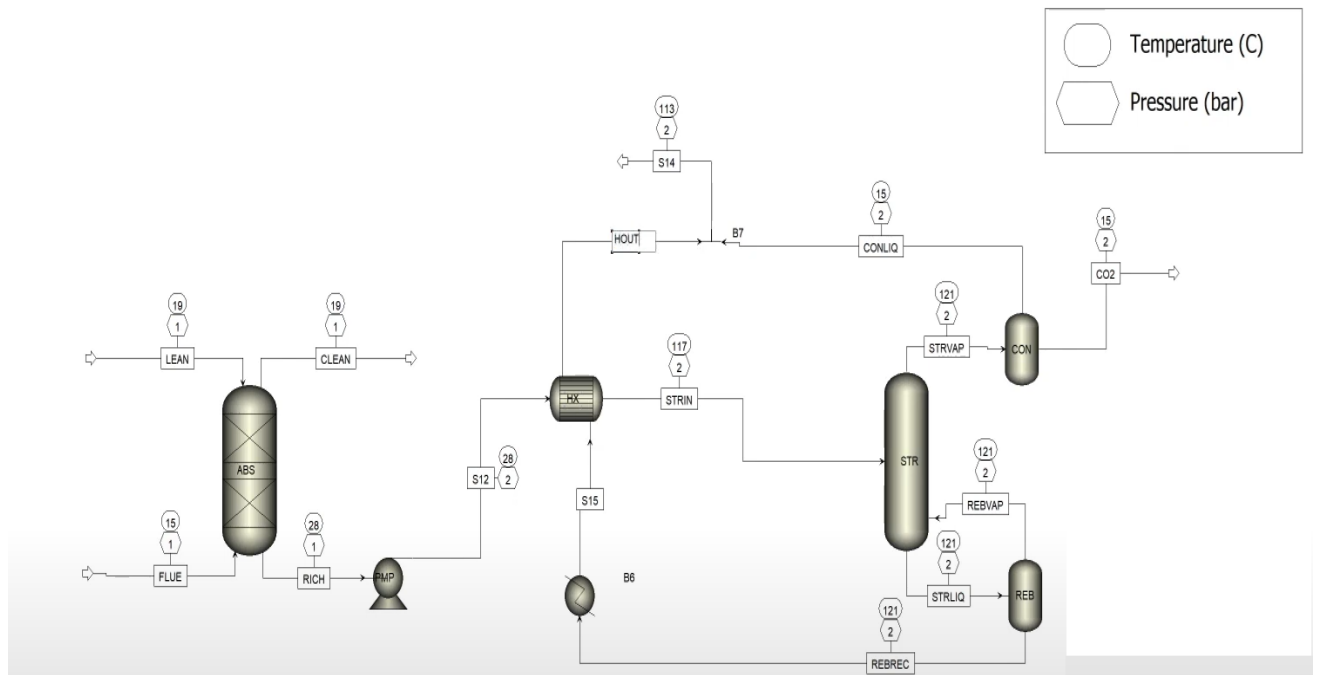 Temperature (C)
Pressure (bar)
113
2
S14
HOUT
B7
15
2
CONLIQ
15
2
CO2
19
1
LEAN
19
1
CLEAN
121
2
STRVAP
CON
117
2
STRIN
HX
ABS
S12
28
2
STR
121
2
REBVAP
S15
15
1
FLUE
28
1
RICH
PMP
B6
121
2
STRLIQ
REB
121
2
REBREC